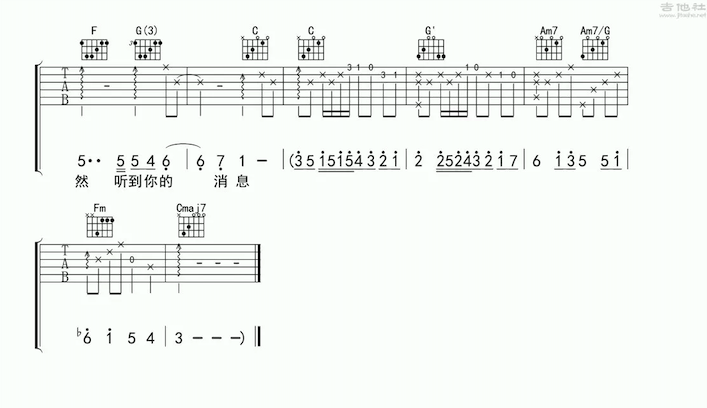 吉他社
www.jitashe.net
F G(3) C C G' Am7 Am7/G
T A B 3 1 0 3 1 1 0 1 0
5·· 5 5 4 6 | 6 7 1 - | (3 5 1 5 1 5 4 3 2 1 | 2 2 5 2 4 3 2 1 7 | 6 1 3 5 5 1 |
然 听到你的 消息
Fm Cmaj7
T A B 0 - - -
♭6 1 5 4 | 3 - - -) ||